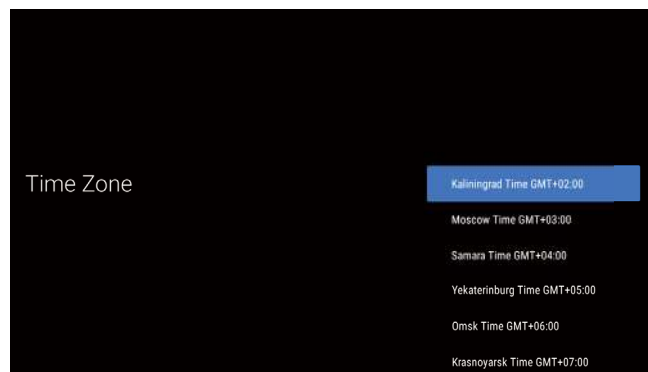 Time Zone
Kaliningrad Time GMT+02:00
Moscow Time GMT+03:00
Samara Time GMT+04:00
Yekaterinburg Time GMT+05:00
Omsk Time GMT+06:00
Krasnoyarsk Time GMT+07:00